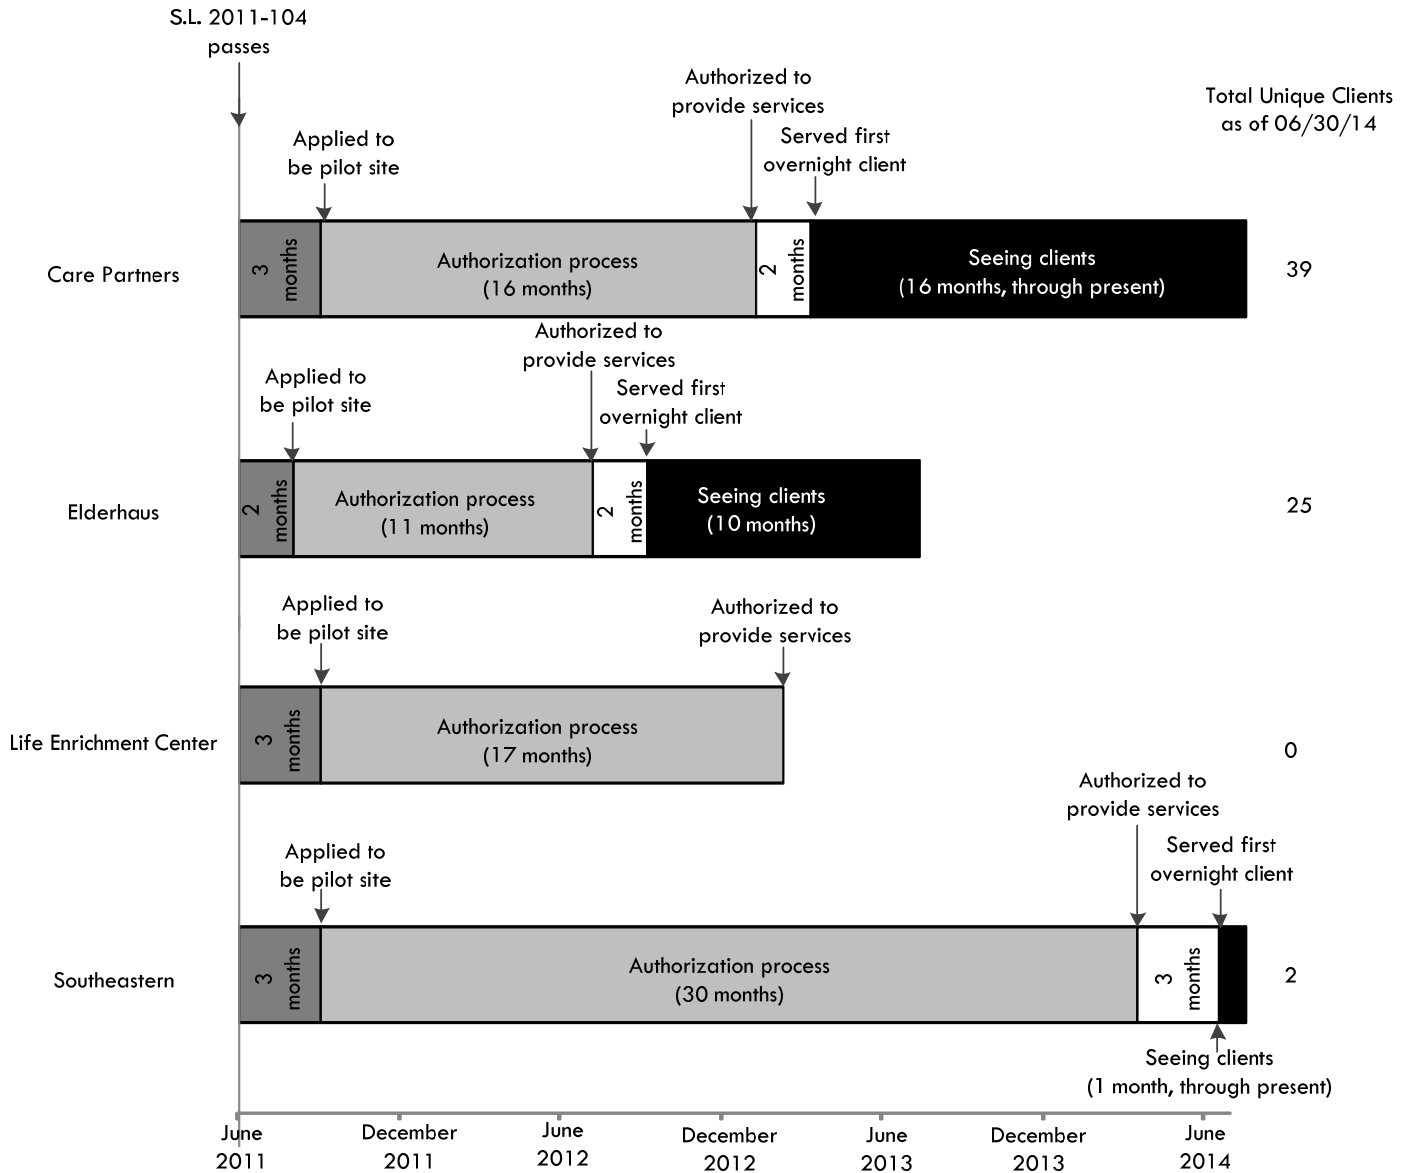 S.L. 2011-104
passes
Authorized to
provide services
Total Unique Clients
as of 06/30/14
Applied to
be pilot site
Served first
overnight client
Care Partners
3
months
Authorization process
(16 months)
2
months
Seeing clients
(16 months, through present)
39
Authorized to
provide services
Applied to
be pilot site
Served first
overnight client
Elderhaus
2
months
Authorization process
(11 months)
2
months
Seeing clients
(10 months)
25
Applied to
be pilot site
Authorized to
provide services
Life Enrichment Center
3
months
Authorization process
(17 months)
0
Authorized to
provide services
Applied to
be pilot site
Served first
overnight client
Southeastern
3
months
Authorization process
(30 months)
3
months
2
Seeing clients
(1 month, through present)
June
2011
December
2011
June
2012
December
2012
June
2013
December
2013
June
2014